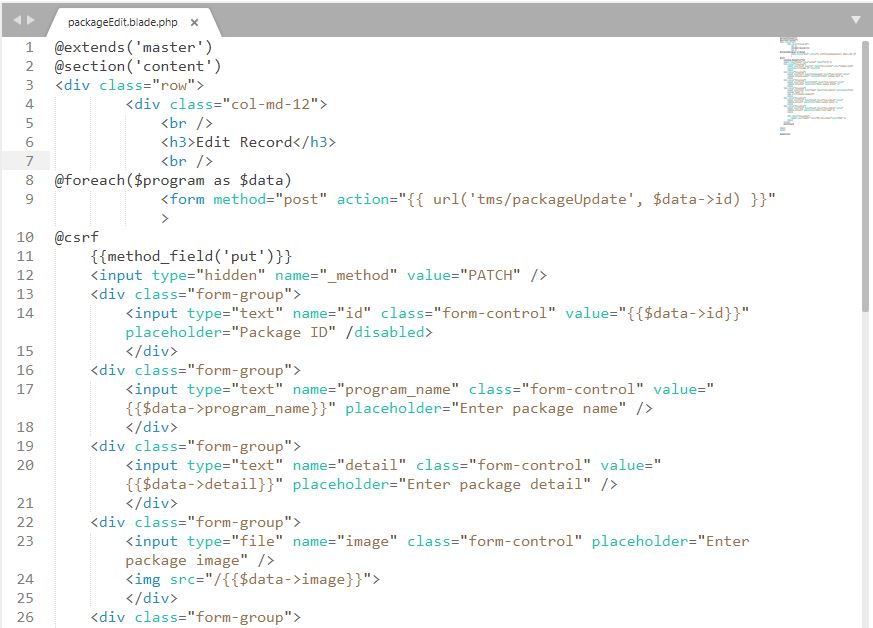 packageEdit.blade.php ×
1 @extends('master')
2 @section('content')
3 <div class="row">
4 <div class="col-md-12">
5 <br />
6 <h3>Edit Record</h3>
7 <br />
8 @foreach($program as $data)
9 <form method="post" action="{{ url('tms/packageUpdate', $data->id) }}"
>
10 @csrf
11 {{method_field('put')}}
12 <input type="hidden" name="_method" value="PATCH" />
13 <div class="form-group">
14 <input type="text" name="id" class="form-control" value="{{$data->id}}"
placeholder="Package ID" /disabled>
15 </div>
16 <div class="form-group">
17 <input type="text" name="program_name" class="form-control" value="
{{$data->program_name}}" placeholder="Enter package name" />
18 </div>
19 <div class="form-group">
20 <input type="text" name="detail" class="form-control" value="
{{$data->detail}}" placeholder="Enter package detail" />
21 </div>
22 <div class="form-group">
23 <input type="file" name="image" class="form-control" placeholder="Enter
package image" />
24 <img src="/{{$data->image}}">
25 </div>
26 <div class="form-group">